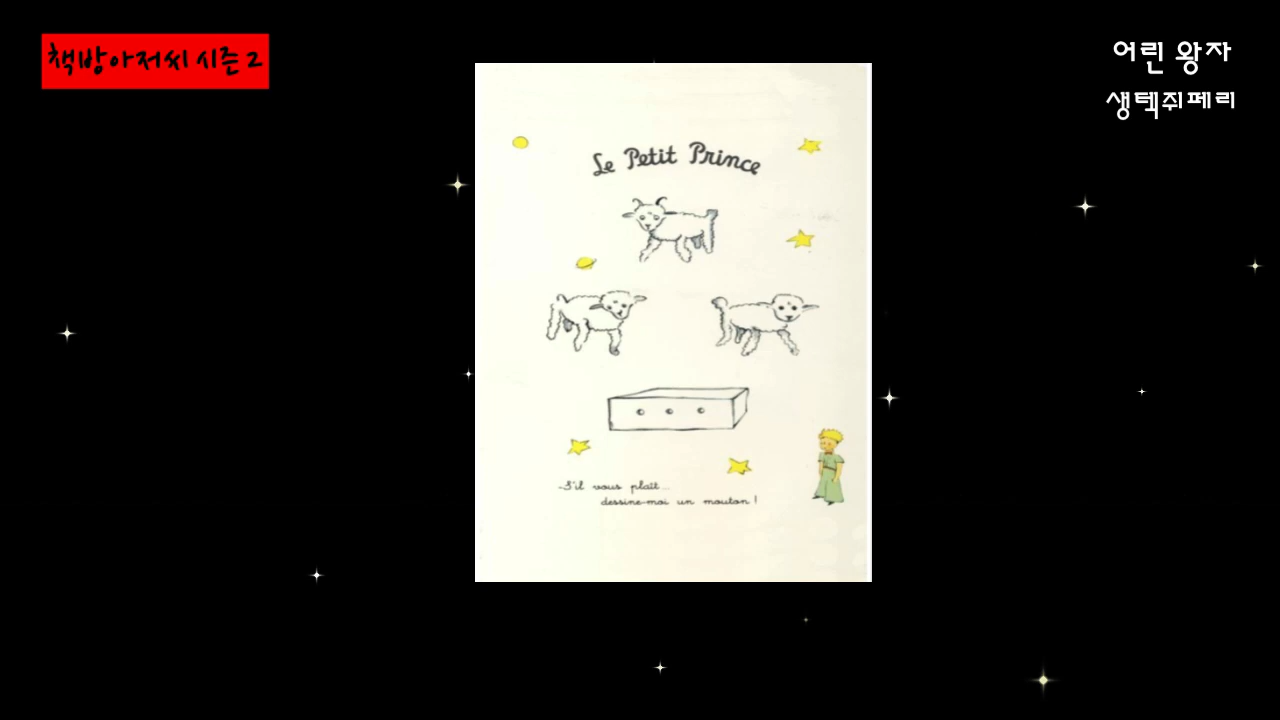 책방아저씨 시즌 2
어린 왕자
생텍쥐페리
Le Petit Prince
-S'il vous plaît...
dessine-moi un mouton!